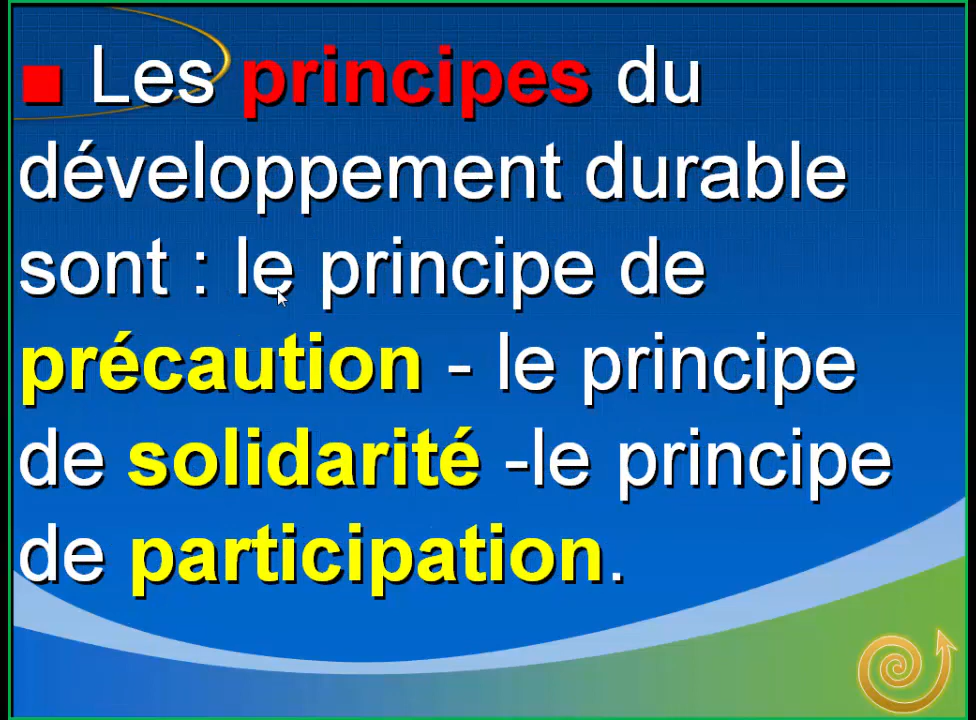 ■ Les principes du
développement durable
sont : le principe de
précaution - le principe
de solidarité -le principe
de participation.